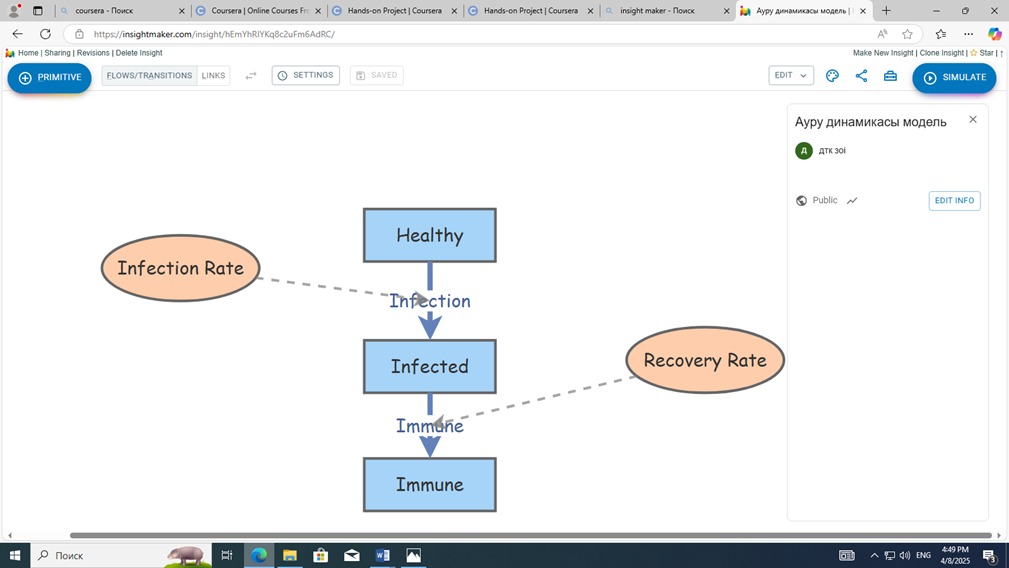 coursera - Поиск
Coursera | Online Courses Fro
Hands-on Project | Coursera
Hands-on Project | Coursera
insight maker - Поиск
Ауру динамикасы модель |
https://insightmaker.com/insight/hEmYhRlYKq8c2uFm6AdRC/
Home | Sharing | Revisions | Delete Insight
Make New Insight | Clone Insight | Star |
PRIMITIVE
FLOWS/TRANSITIONS
LINKS
SETTINGS
SAVED
EDIT
SIMULATE
Ауру динамикасы модель
Д
дтк зоі
Public
EDIT INFO
Healthy
Infection Rate
Infection
Infected
Recovery Rate
Immune
Immune
Поиск
ENG
4:49 PM
4/8/2025
3